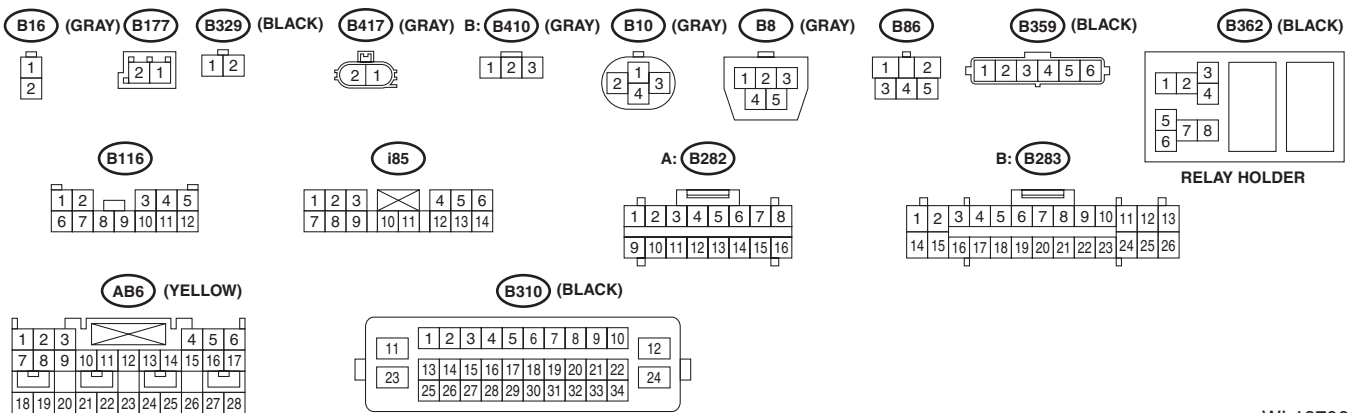 B16 (GRAY) B177 B329 (BLACK) B417 (GRAY) B: B410 (GRAY) B10 (GRAY) B8 (GRAY) B86 B359 (BLACK) B362 (BLACK)
1
2
2 1
1 2
2 1
1 2 3
1
2 3
4
1 2 3
4 5
1 2
3 4 5
1 2 3 4 5 6
3
1 2
4
5
7 8
6
RELAY HOLDER
B116 i85 A: B282 B: B283
1 2 3 4 5
6 7 8 9 10 11 12
1 2 3 4 5 6
7 8 9 10 11 12 13 14
1 2 3 4 5 6 7 8
9 10 11 12 13 14 15 16
1 2 3 4 5 6 7 8 9 10 11 12 13
14 15 16 17 18 19 20 21 22 23 24 25 26
AB6 (YELLOW) B310 (BLACK)
1 2 3 4 5 6
7 8 9 10 11 12 13 14 15 16 17
18 19 20 21 22 23 24 25 26 27 28
1 2 3 4 5 6 7 8 9 10
11 12
13 14 15 16 17 18 19 20 21 22
23 24
25 26 27 28 29 30 31 32 33 34